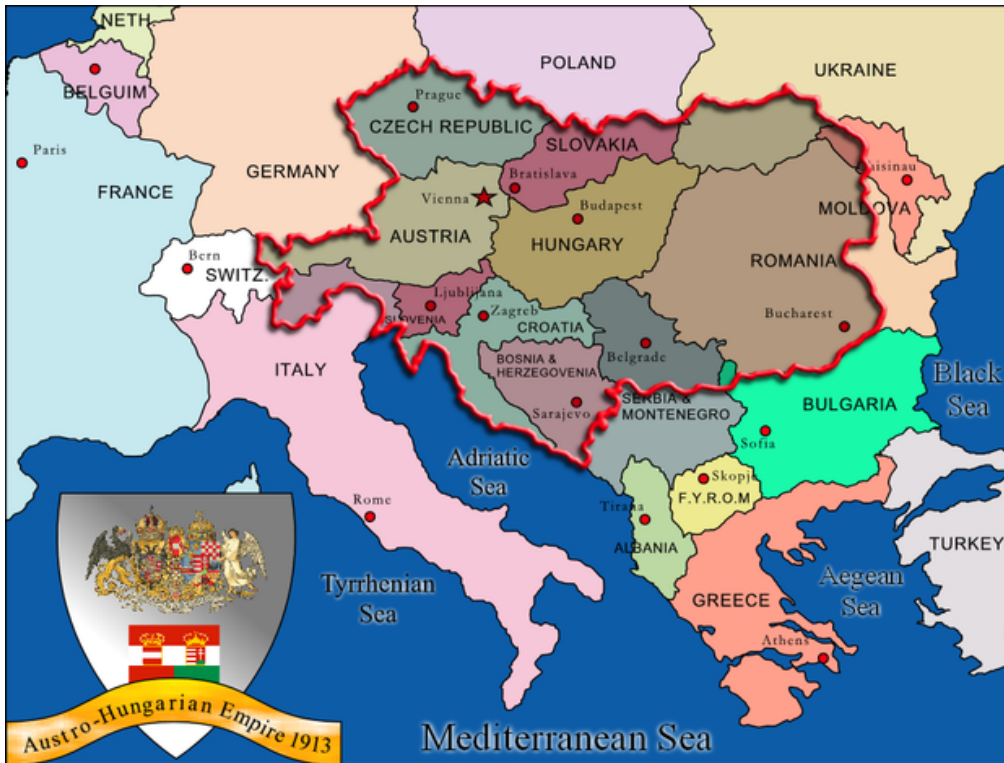 NETH.
POLAND
UKRAINE
BELGUIM
Prague
CZECH REPUBLIC
SLOVAKIA
Paris
GERMANY
FRANCE
Bratislava
MOLDOVA
Vienna
Budapest
AUSTRIA
HUNGARY
Bern
SWITZ.
ROMANIA
Ljublijana
SLOVENIA
Zagreb
CROATIA
Bucharest
ITALY
BOSNIA &
HERZEGOVENIA
Belgrade
Black
Sea
SERBIA &
MONTENEGRO
BULGARIA
Sarajevo
Sofia
Adriatic
Sea
Skopje
F.Y.R.O.M
Rome
Tirana
ALBANIA
TURKEY
Tyrrhenian
Sea
Aegean
Sea
GREECE
Athens
Austro-Hungarian Empire 1913
Mediterranean Sea